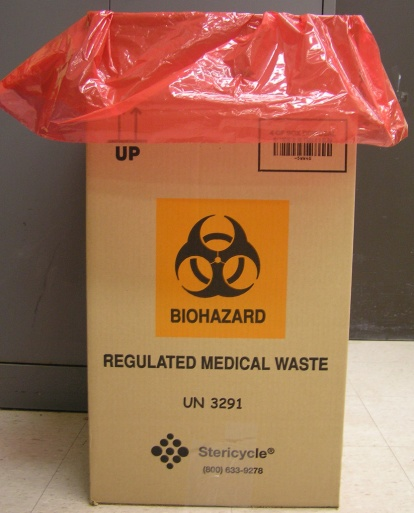 UP
BIOHAZARD
REGULATED MEDICAL WASTE
UN 3291
Stericycle®
(800) 633-9278